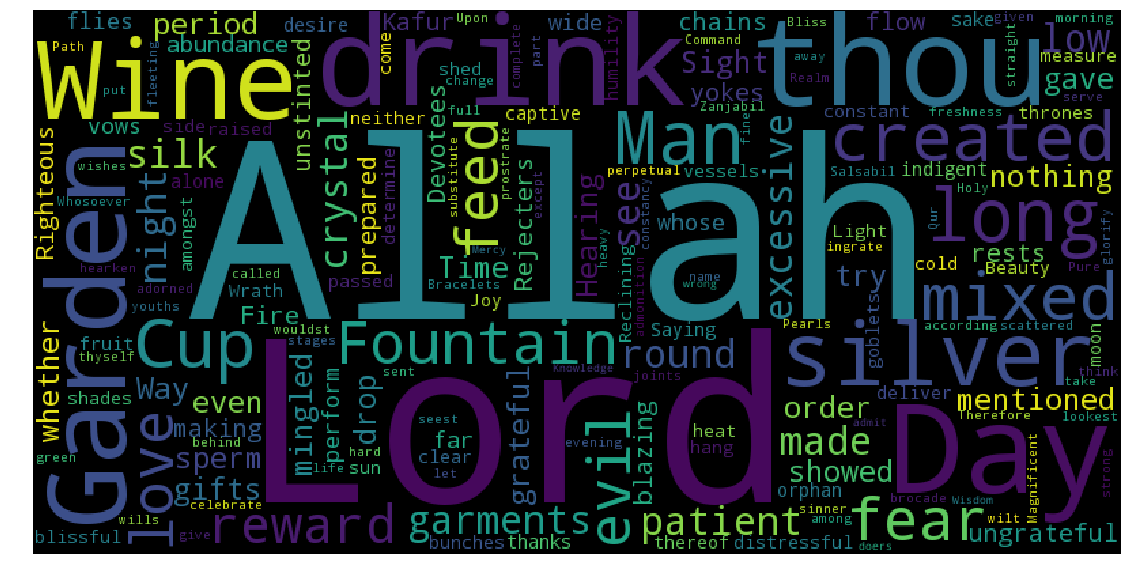 Path
flies
period
desire
Kafur
Upon
wide
chains
Bliss
flow
sake
given
morning
Wine
drink
thou
low
put
fleeting
abundance
come
shed
change
complete
part
humility
Command
Sight
yokes
away
Realm
straight
measure
gave
vows
side
raised
unstinted
neither
full
captive
Zanjabil
fine
constant
freshness
serve
thrones
wishes
silk
crystal
Devotees
substitute
prostrate
Man
vessels
excessive
created
Righteous
Whosoever
alone
prepared
determine
feed
Rejecters
except
Hearing
heavy
see
perpetual
constancy
whose
Salsabil
indigent
Holy
nothing
Garden
night
amongst
Allah
Light
ingrate
Qur
long
glorify
hearken
adorned
passed
Time
Mercy
Reclining
name
wrong
try
cold
rests
Beauty
Pure
youths
called
Wrath
Bracelets
Joy
admonition
goblets
mixed
Fire
wouldst
stages
Saying
Pearls
according
scattered
whether
fruit
thyself
Cup
Fountain
round
silver
moon
think
take
shades
love
Way
making
even
mingled
perform
drop
sent
grateful
Knowledge
joints
deliver
mentioned
Lord
seest
far
clear
let
evil
blazing
heat
hang
order
made
Therefore
admit
lookest
Day
green
behind
sperm
gifts
hard
sun
life
evening
showed
orphan
brocade
Wisdom
Magnificent
strong
celebrate
wills
blissful
give
reward
bunches
garments
thanks
patient
thereof
distressful
sinner
among
fear
doers
wilt
ungrateful